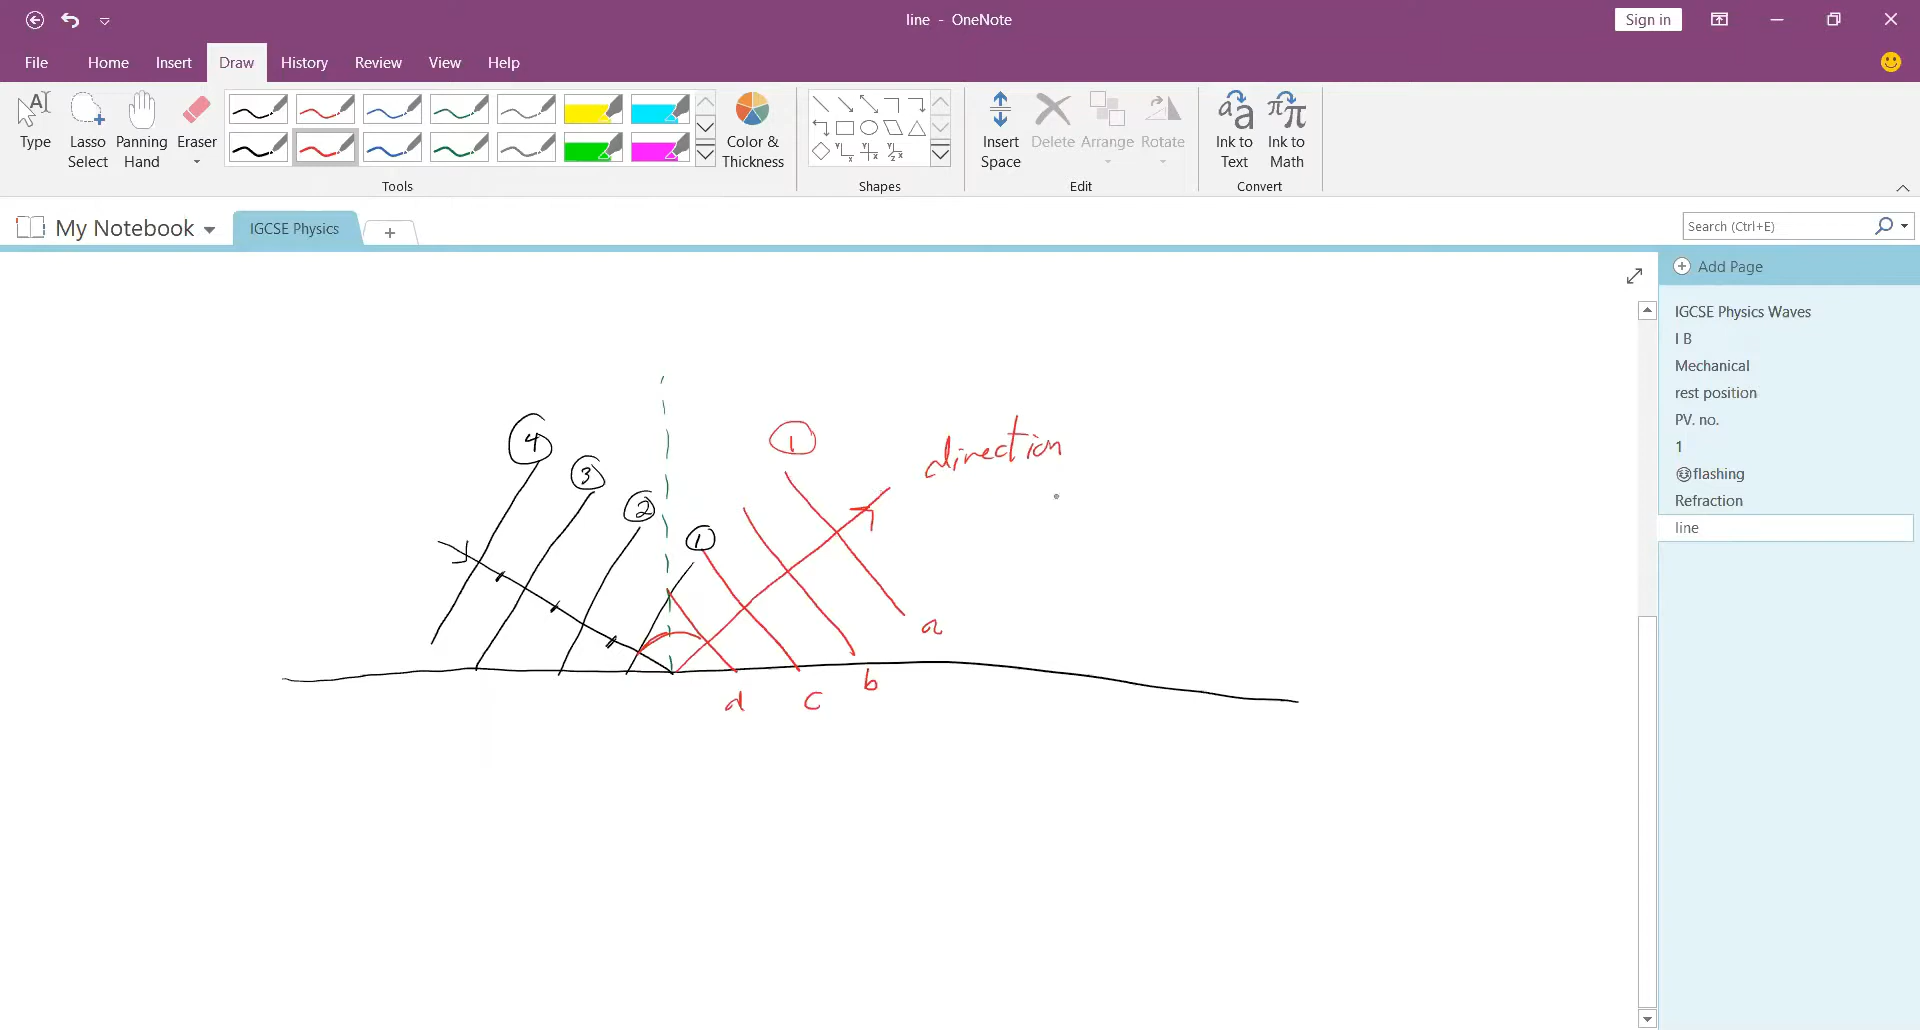 line - OneNote
Sign in
File Home Insert Draw History Review View Help
Type
Lasso Select
Panning Hand
Eraser
Color & Thickness
Insert Space
Delete
Arrange
Rotate
Ink to Text
Ink to Math
Tools
Shapes
Edit
Convert
My Notebook
IGCSE Physics
Search (Ctrl+E)
Add Page
IGCSE Physics Waves
I B
Mechanical
rest position
PV. no.
1
flashing
Refraction
line
4
3
2
1
1
direction
a
b
c
d